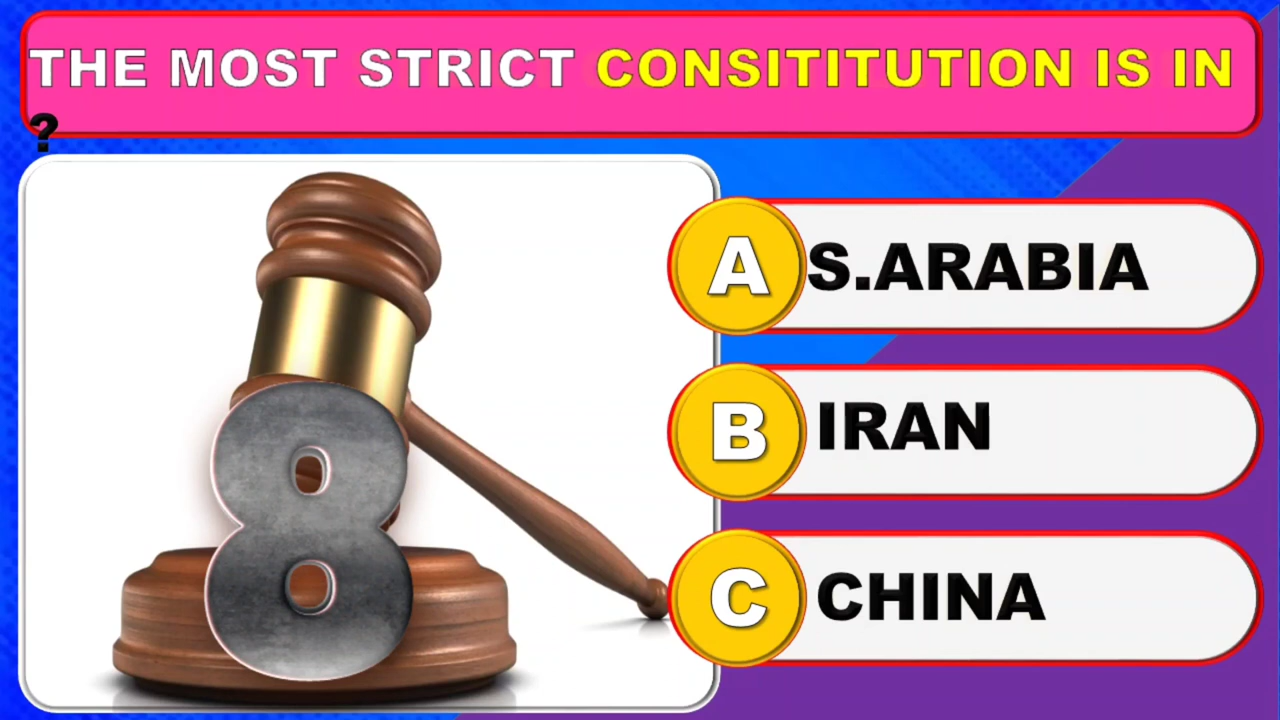 THE MOST STRICT CONSITITUTION IS IN
?
A S.ARABIA
B IRAN
8
C CHINA